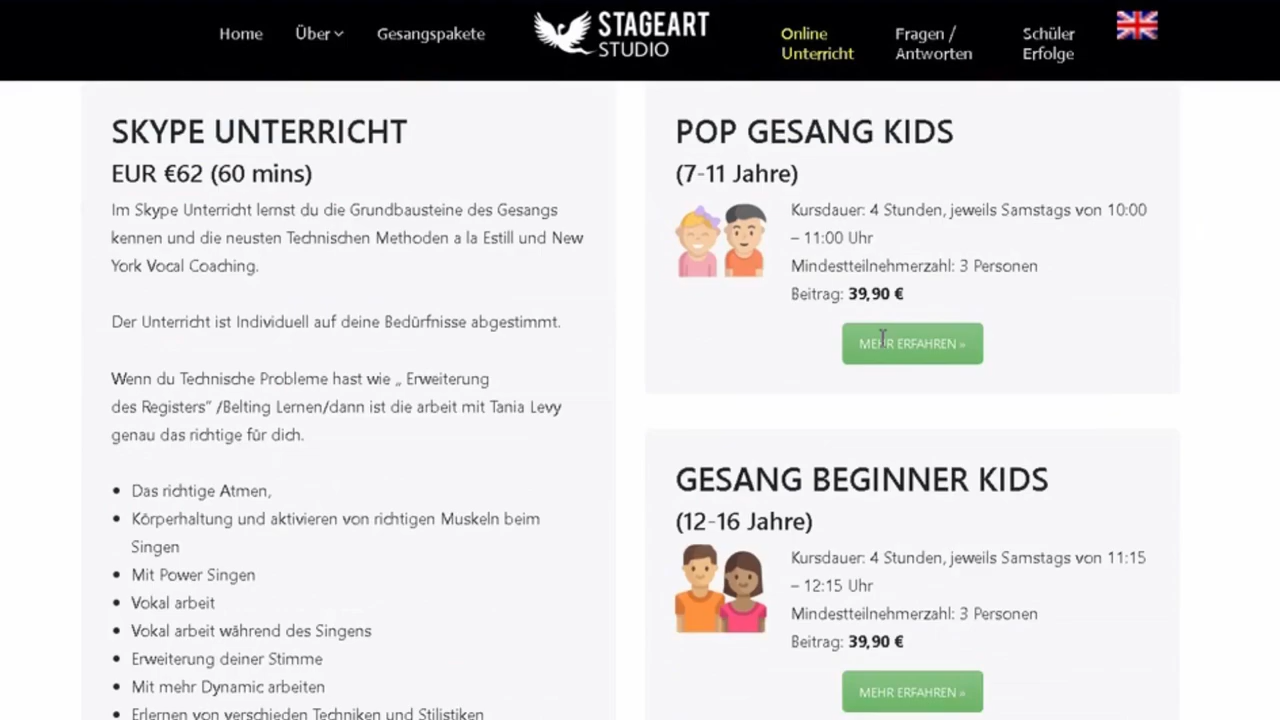 Home
Über
Gesangspakete
STAGEART
STUDIO
Online
Unterricht
Fragen /
Antworten
Schüler
Erfolge
SKYPE UNTERRICHT
EUR €62 (60 mins)
Im Skype Unterricht lernst du die Grundbausteine des Gesangs
kennen und die neusten Technischen Methoden a la Estill und New
York Vocal Coaching.
Der Unterricht ist Individuell auf deine Bedürfnisse abgestimmt.
Wenn du Technische Probleme hast wie „ Erweiterung
des Registers“ /Belting Lernen/dann ist die arbeit mit Tania Levy
genau das richtige für dich.
• Das richtige Atmen,
• Körperhaltung und aktivieren von richtigen Muskeln beim
Singen
• Mit Power Singen
• Vokal arbeit
• Vokal arbeit während des Singens
• Erweiterung deiner Stimme
• Mit mehr Dynamic arbeiten
• Erlernen von verschieden Techniken und Stilistiken
POP GESANG KIDS
(7-11 Jahre)
Kursdauer: 4 Stunden, jeweils Samstags von 10:00
– 11:00 Uhr
Mindestteilnehmerzahl: 3 Personen
Beitrag: 39,90 €
MEHR ERFAHREN »
GESANG BEGINNER KIDS
(12-16 Jahre)
Kursdauer: 4 Stunden, jeweils Samstags von 11:15
– 12:15 Uhr
Mindestteilnehmerzahl: 3 Personen
Beitrag: 39,90 €
MEHR ERFAHREN »